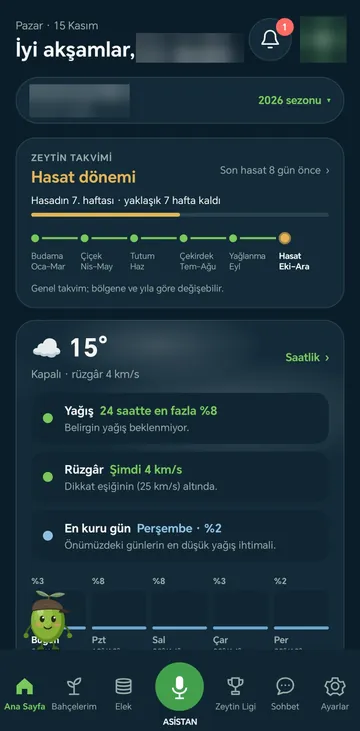 Pazar · 15 Kasım
İyi akşamlar,
1
2026 sezonu ▾
ZEYTİN TAKVİMİ
Hasat dönemi
Son hasat 8 gün önce ›
Hasadın 7. haftası · yaklaşık 7 hafta kaldı
Budama Çiçek Tutum Çekirdek Yağlanma Hasat
Oca–Mar Nis–May Haz Tem–Ağu Eyl Eki–Ara
Genel takvim; bölgene ve yıla göre değişebilir.
15°
Saatlik ›
Kapalı · rüzgâr 4 km/s
Yağış 24 saatte en fazla %8
Belirgin yağış beklenmiyor.
Rüzgâr Şimdi 4 km/s
Dikkat eşiğinin (25 km/s) altında.
En kuru gün Perşembe · %2
Önümüzdeki günlerin en düşük yağış ihtimali.
%3 %8 %8 %3 %2
Bugün Pzt Sal Çar Per
Ana Sayfa Bahçelerim Elek ASİSTAN Zeytin Ligi Sohbet Ayarlar